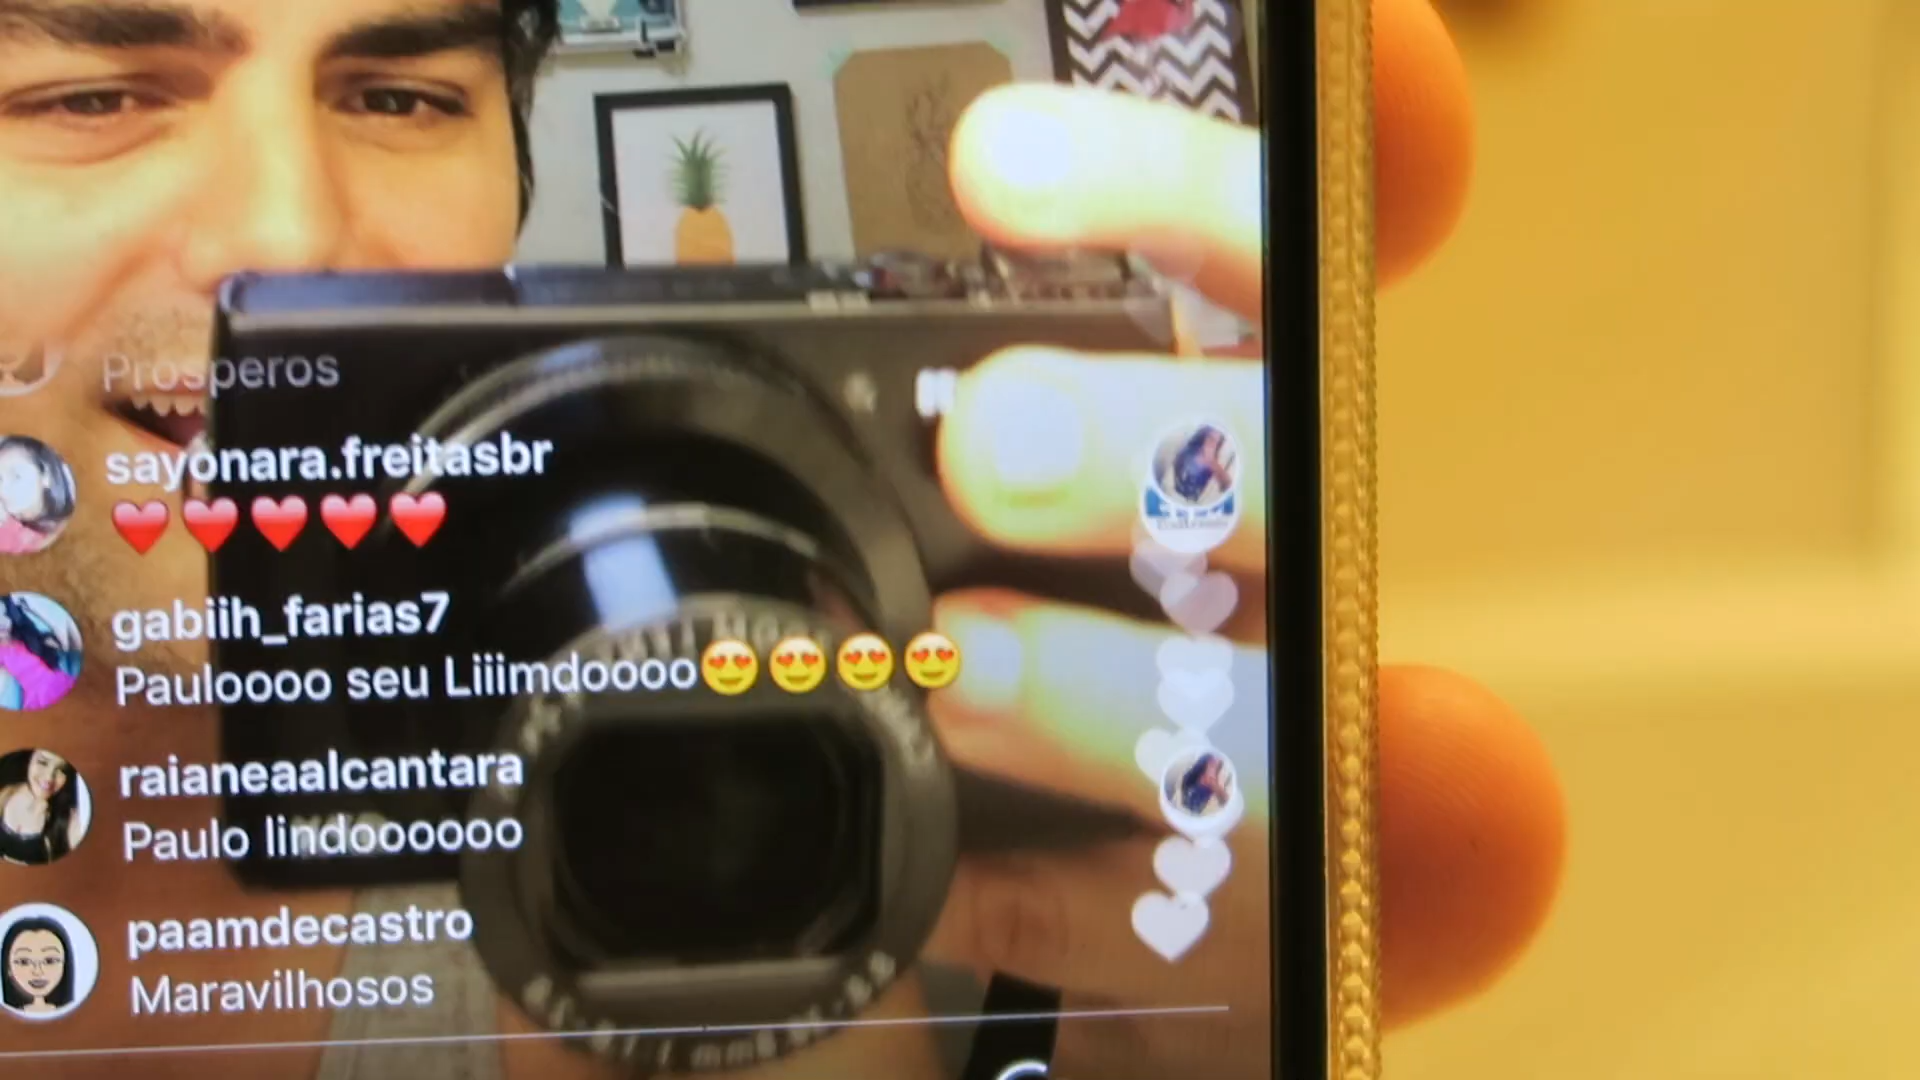 Prosperos
sayonara.freitasbr
❤️❤️❤️❤️❤️
gabiih_farias7
Pauloooo seu Liiimdoooo😍😍😍😍
raianeaalcantara
Paulo lindoooooo
paamdecastro
Maravilhosos